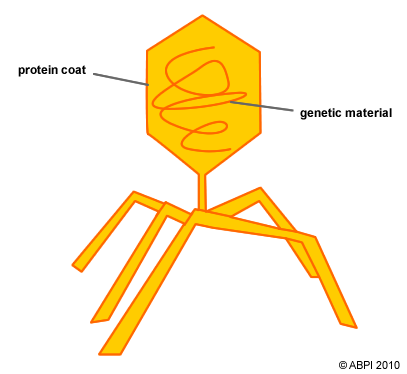 protein coat
genetic material
© ABPI 2010